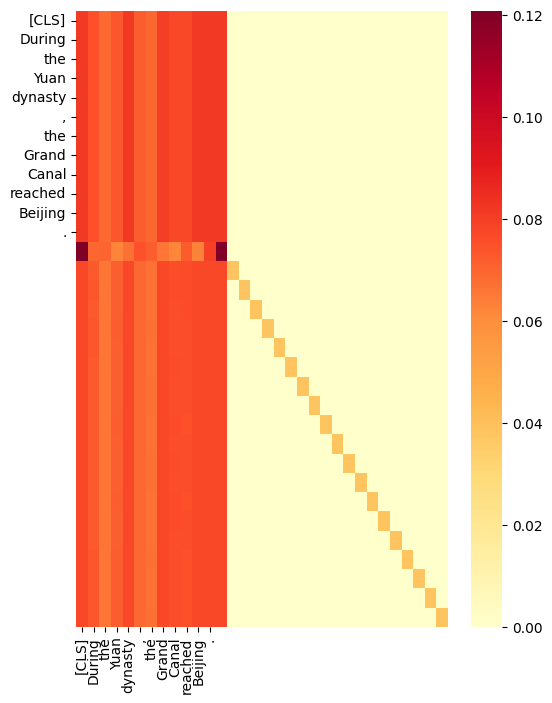 [CLS]
During
the
Yuan
dynasty
,
the
Grand
Canal
reached
Beijing
.
0.12
0.10
0.08
0.06
0.04
0.02
0.00
[CLS]
During
the
Yuan
dynasty
,
the
Grand
Canal
reached
Beijing
.